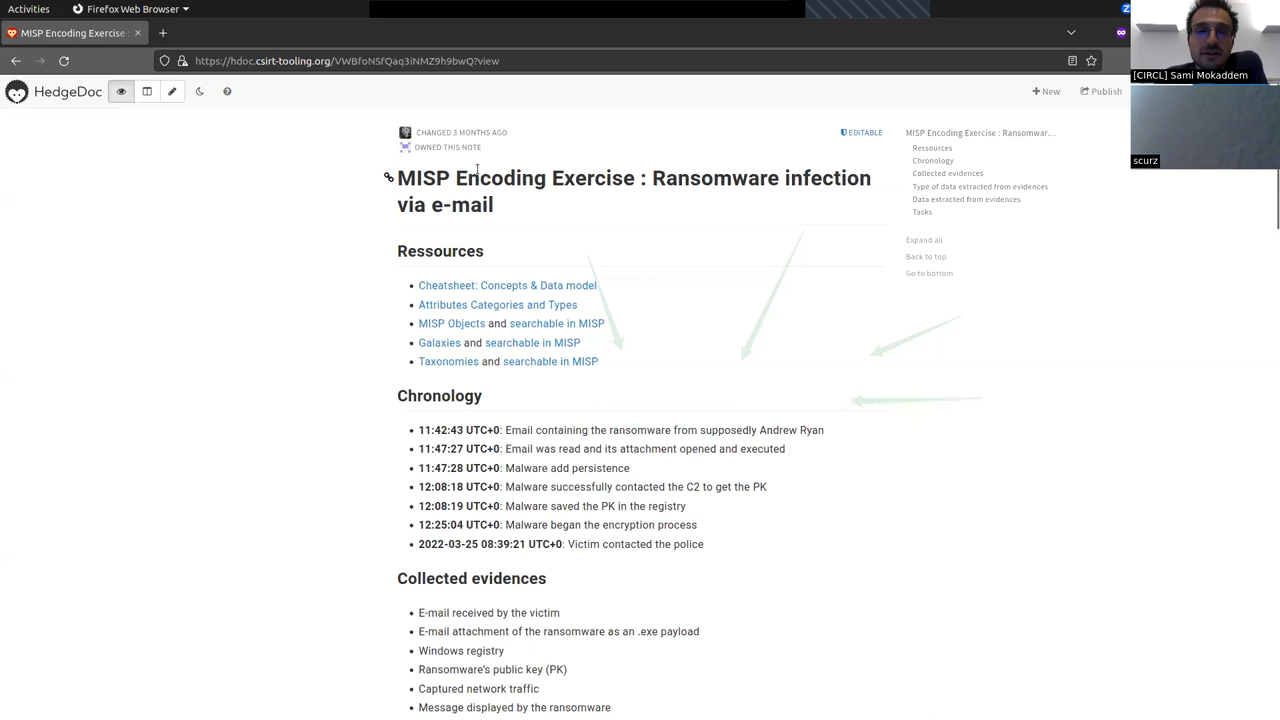 Activities
Firefox Web Browser
MISP Encoding Exercise :
https://hdoc.csirt-tooling.org/VWBfoNSfQaq3iNMZ9h9bwQ?view
[CIRCL] Sami Mokaddem
HedgeDoc
New
Publish
scurz
CHANGED 3 MONTHS AGO
EDITABLE
OWNED THIS NOTE
MISP Encoding Exercise : Ransomware infection
via e-mail
MISP Encoding Exercise : Ransomwar…
Ressources
Chronology
Collected evidences
Type of data extracted from evidences
Data extracted from evidences
Tasks
Expand all
Back to top
Go to bottom
Ressources
Cheatsheet: Concepts & Data model
Attributes Categories and Types
MISP Objects and searchable in MISP
Galaxies and searchable in MISP
Taxonomies and searchable in MISP
Chronology
11:42:43 UTC+0: Email containing the ransomware from supposedly Andrew Ryan
11:47:27 UTC+0: Email was read and its attachment opened and executed
11:47:28 UTC+0: Malware add persistence
12:08:18 UTC+0: Malware successfully contacted the C2 to get the PK
12:08:19 UTC+0: Malware saved the PK in the registry
12:25:04 UTC+0: Malware began the encryption process
2022-03-25 08:39:21 UTC+0: Victim contacted the police
Collected evidences
E-mail received by the victim
E-mail attachment of the ransomware as an .exe payload
Windows registry
Ransomware's public key (PK)
Captured network traffic
Message displayed by the ransomware